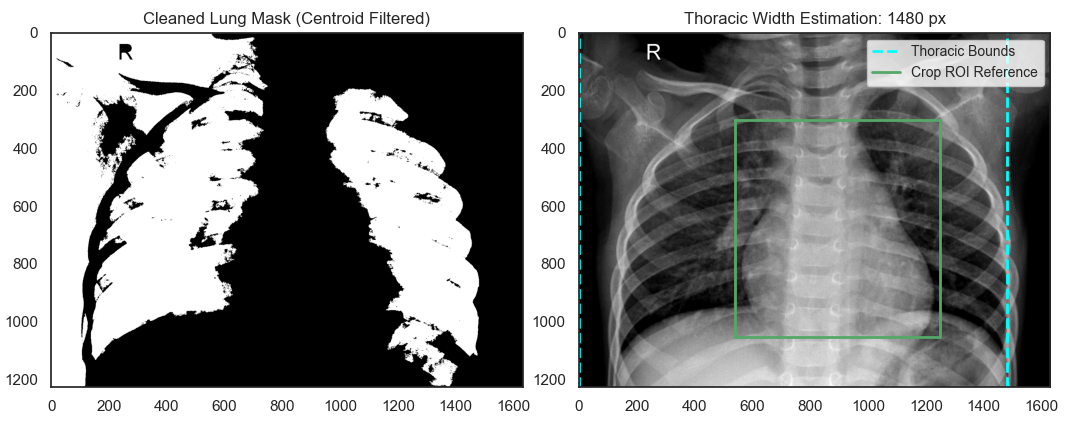 Cleaned Lung Mask (Centroid Filtered)
0
200
400
600
800
1000
1200
0 200 400 600 800 1000 1200 1400 1600
R
Thoracic Width Estimation: 1480 px
0
200
400
600
800
1000
1200
0 200 400 600 800 1000 1200 1400 1600
R
Thoracic Bounds
Crop ROI Reference